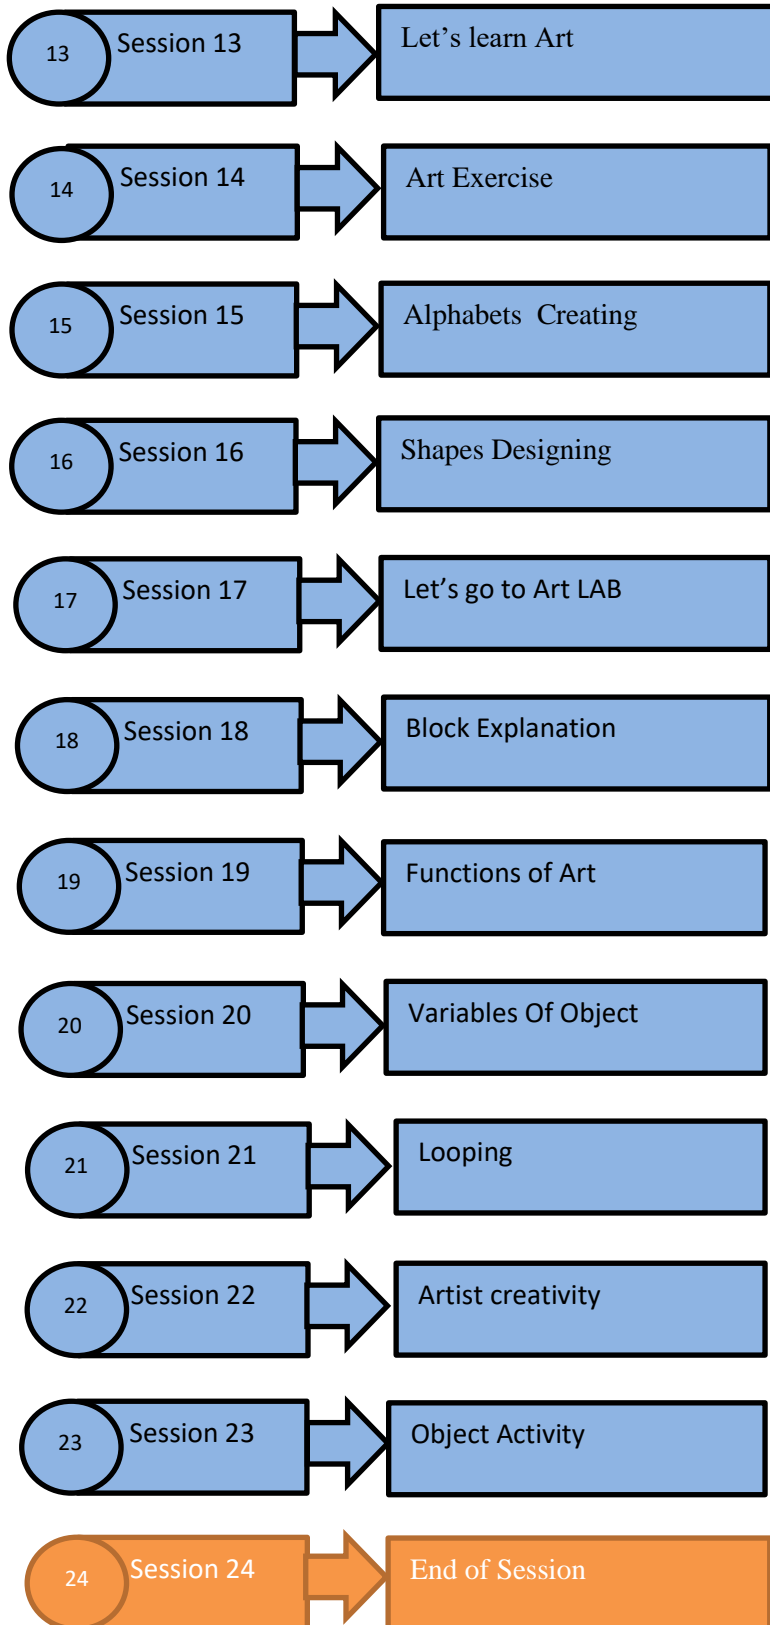 13 Session 13 Let’s learn Art
14 Session 14 Art Exercise
15 Session 15 Alphabets  Creating
16 Session 16 Shapes Designing
17 Session 17 Let’s go to Art LAB
18 Session 18 Block Explanation
19 Session 19 Functions of Art
20 Session 20 Variables Of Object
21 Session 21 Looping
22 Session 22 Artist creativity
23 Session 23 Object Activity
24 Session 24 End of Session